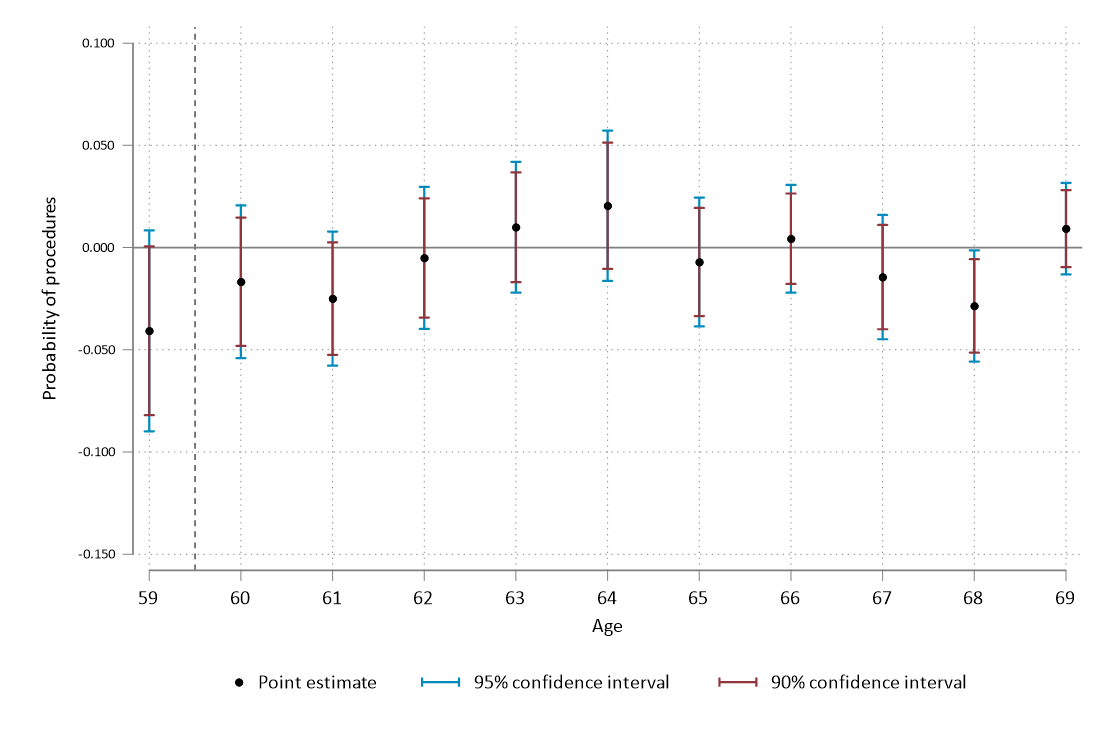 0.100
0.050
0.000
-0.050
-0.100
-0.150
Probability of procedures
59 60 61 62 63 64 65 66 67 68 69
Age
Point estimate 95% confidence interval 90% confidence interval